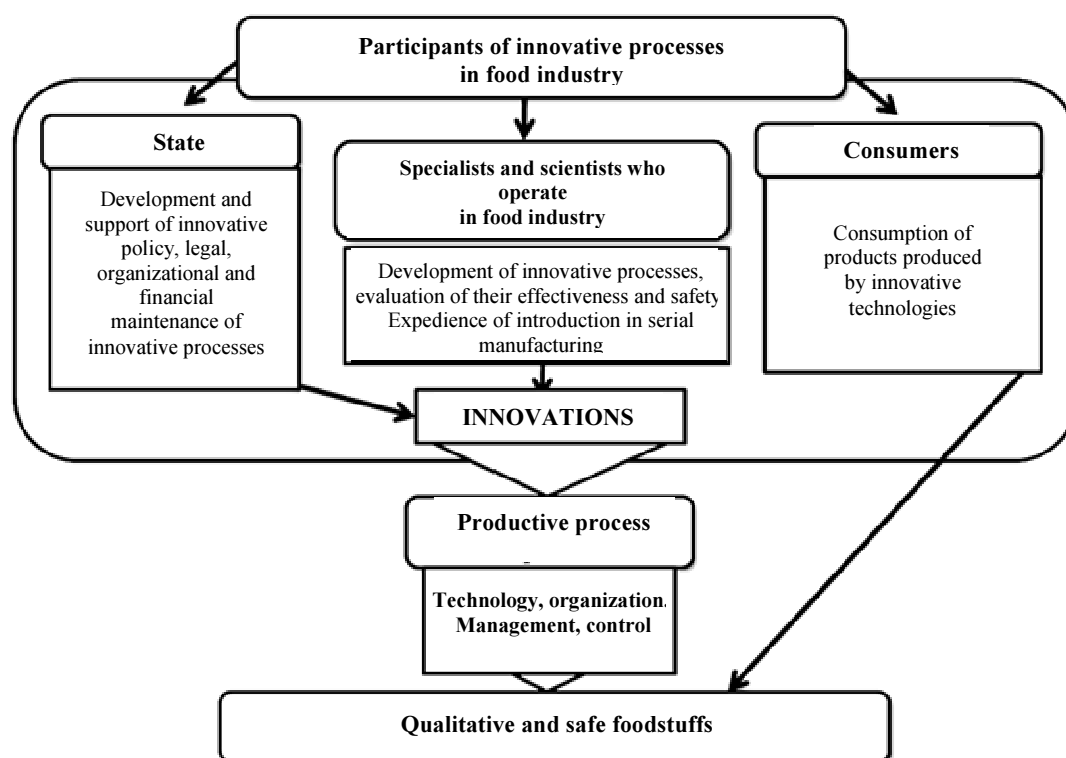 Participants of innovative processes
in food industry
State
Development and
support of innovative
policy, legal,
organizational and
financial
maintenance of
innovative processes
Specialists and scientists who
operate
in food industry
Development of innovative processes,
evaluation of their effectiveness and safety
Expedience of introduction in serial
manufacturing
Consumers
Consumption of
products produced
by innovative
technologies
INNOVATIONS
Productive process
Technology, organization.
Management, control
Qualitative and safe foodstuffs